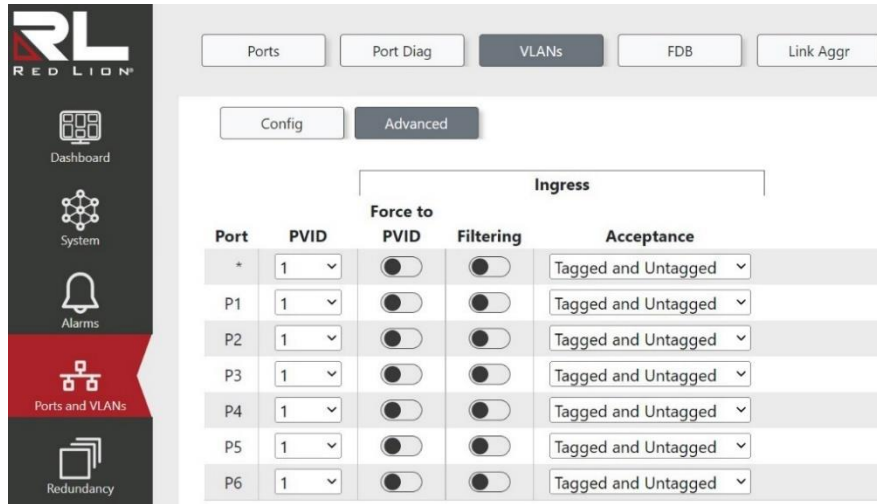 RL
RED LION®
Ports Port Diag VLANs FDB Link Aggr
Config Advanced
Dashboard
System
Alarms
Ports and VLANs
Redundancy
Ingress
Force to
Port PVID PVID Filtering Acceptance
* 1 Tagged and Untagged
P1 1 Tagged and Untagged
P2 1 Tagged and Untagged
P3 1 Tagged and Untagged
P4 1 Tagged and Untagged
P5 1 Tagged and Untagged
P6 1 Tagged and Untagged